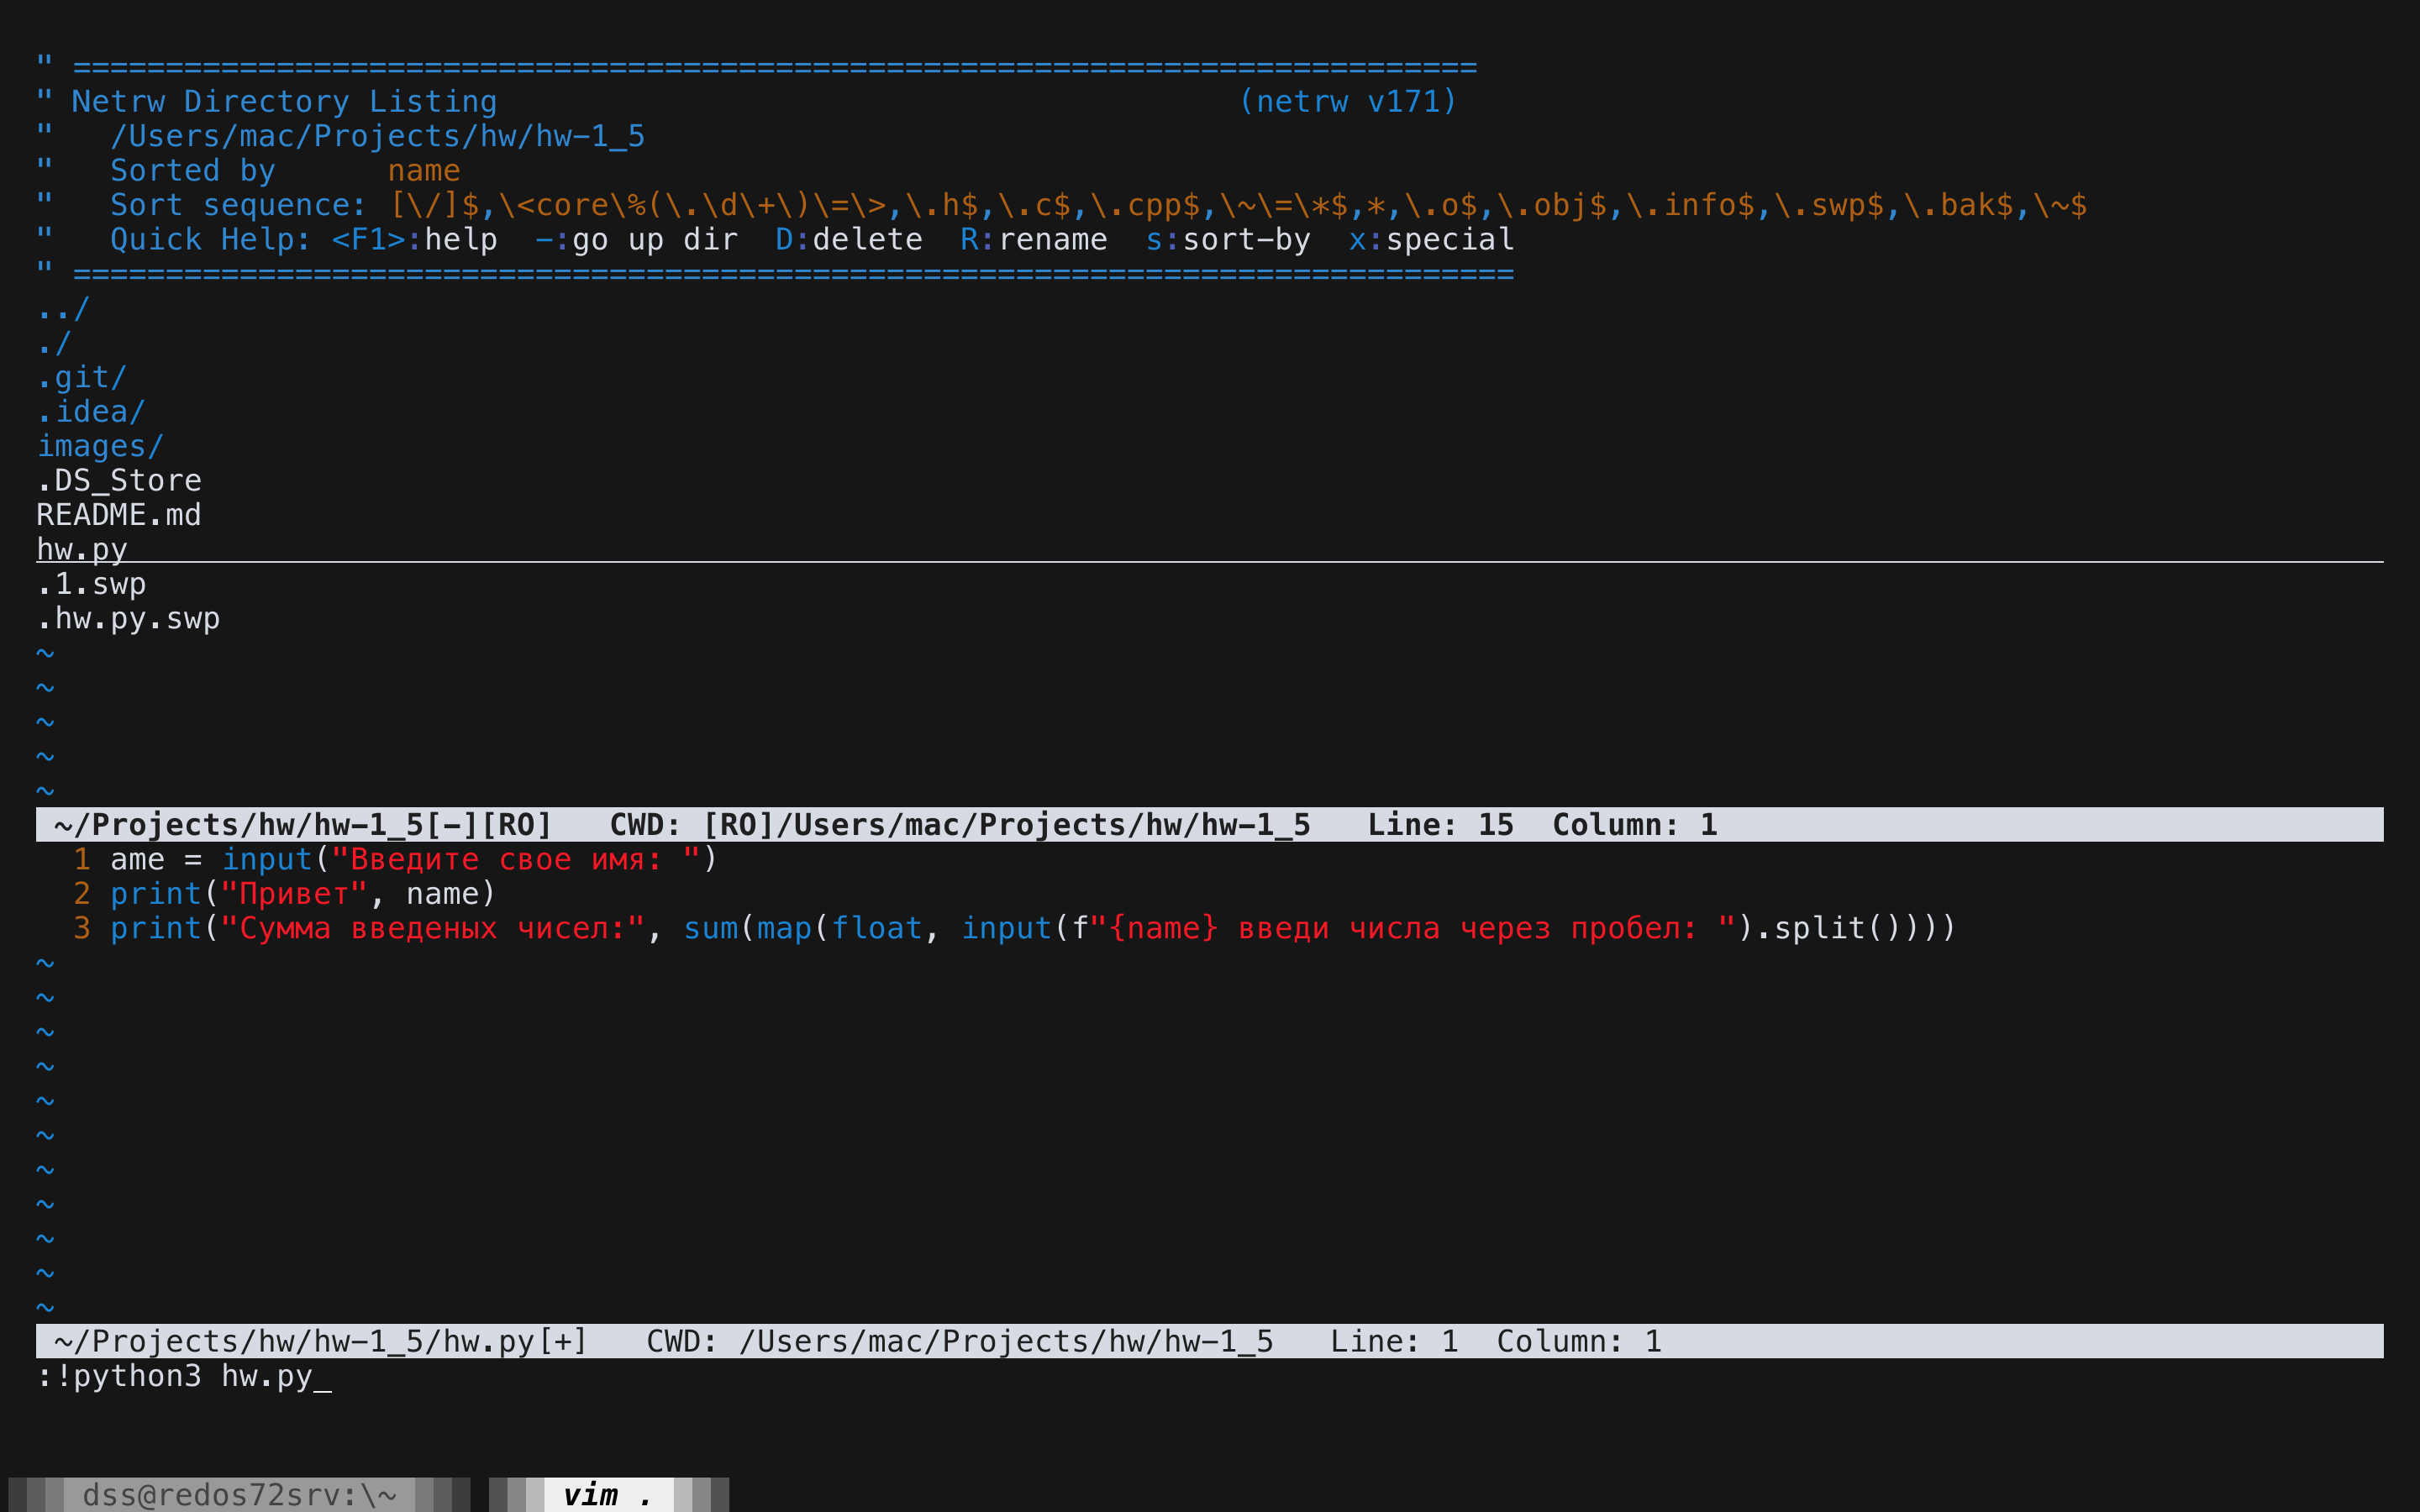 " ============================================================================
" Netrw Directory Listing                                        (netrw v171)
"   /Users/mac/Projects/hw/hw-1_5
"   Sorted by      name
"   Sort sequence: [\/]$,\<core\%(\.\d\+\)\=\>,\.h$,\.c$,\.cpp$,\~\=\*$,*,\.o$,\.obj$,\.info$,\.swp$,\.bak$,\~$
"   Quick Help: <F1>:help  -:go up dir  D:delete  R:rename  s:sort-by  x:special
" ==============================================================================
../
./
.git/
.idea/
images/
.DS_Store
README.md
hw.py
.1.swp
.hw.py.swp
~
~
~
~
~
~/Projects/hw/hw-1_5[-][RO]   CWD: [RO]/Users/mac/Projects/hw/hw-1_5   Line: 15  Column: 1
1 ame = input("Введите свое имя: ")
2 print("Привет", name)
3 print("Сумма введеных чисел:", sum(map(float, input(f"{name} введи числа через пробел: ").split())))
~
~
~
~
~
~
~
~
~
~
~
~/Projects/hw/hw-1_5/hw.py[+]   CWD: /Users/mac/Projects/hw/hw-1_5   Line: 1  Column: 1
:!python3 hw.py_
dss@redos72srv:\~   vim .